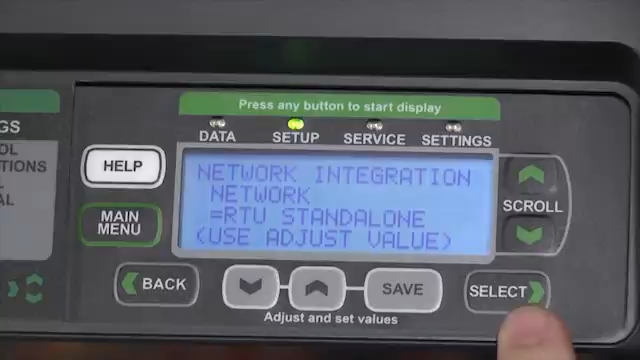 Press any button to start display
DATA SETUP SERVICE SETTINGS
GS
OL
TIONS
AL
HELP
MAIN
MENU
NETWORK INTEGRATION
NETWORK
=RTU STANDALONE
(USE ADJUST VALUE)
SCROLL
BACK
SAVE
SELECT
Adjust and set values